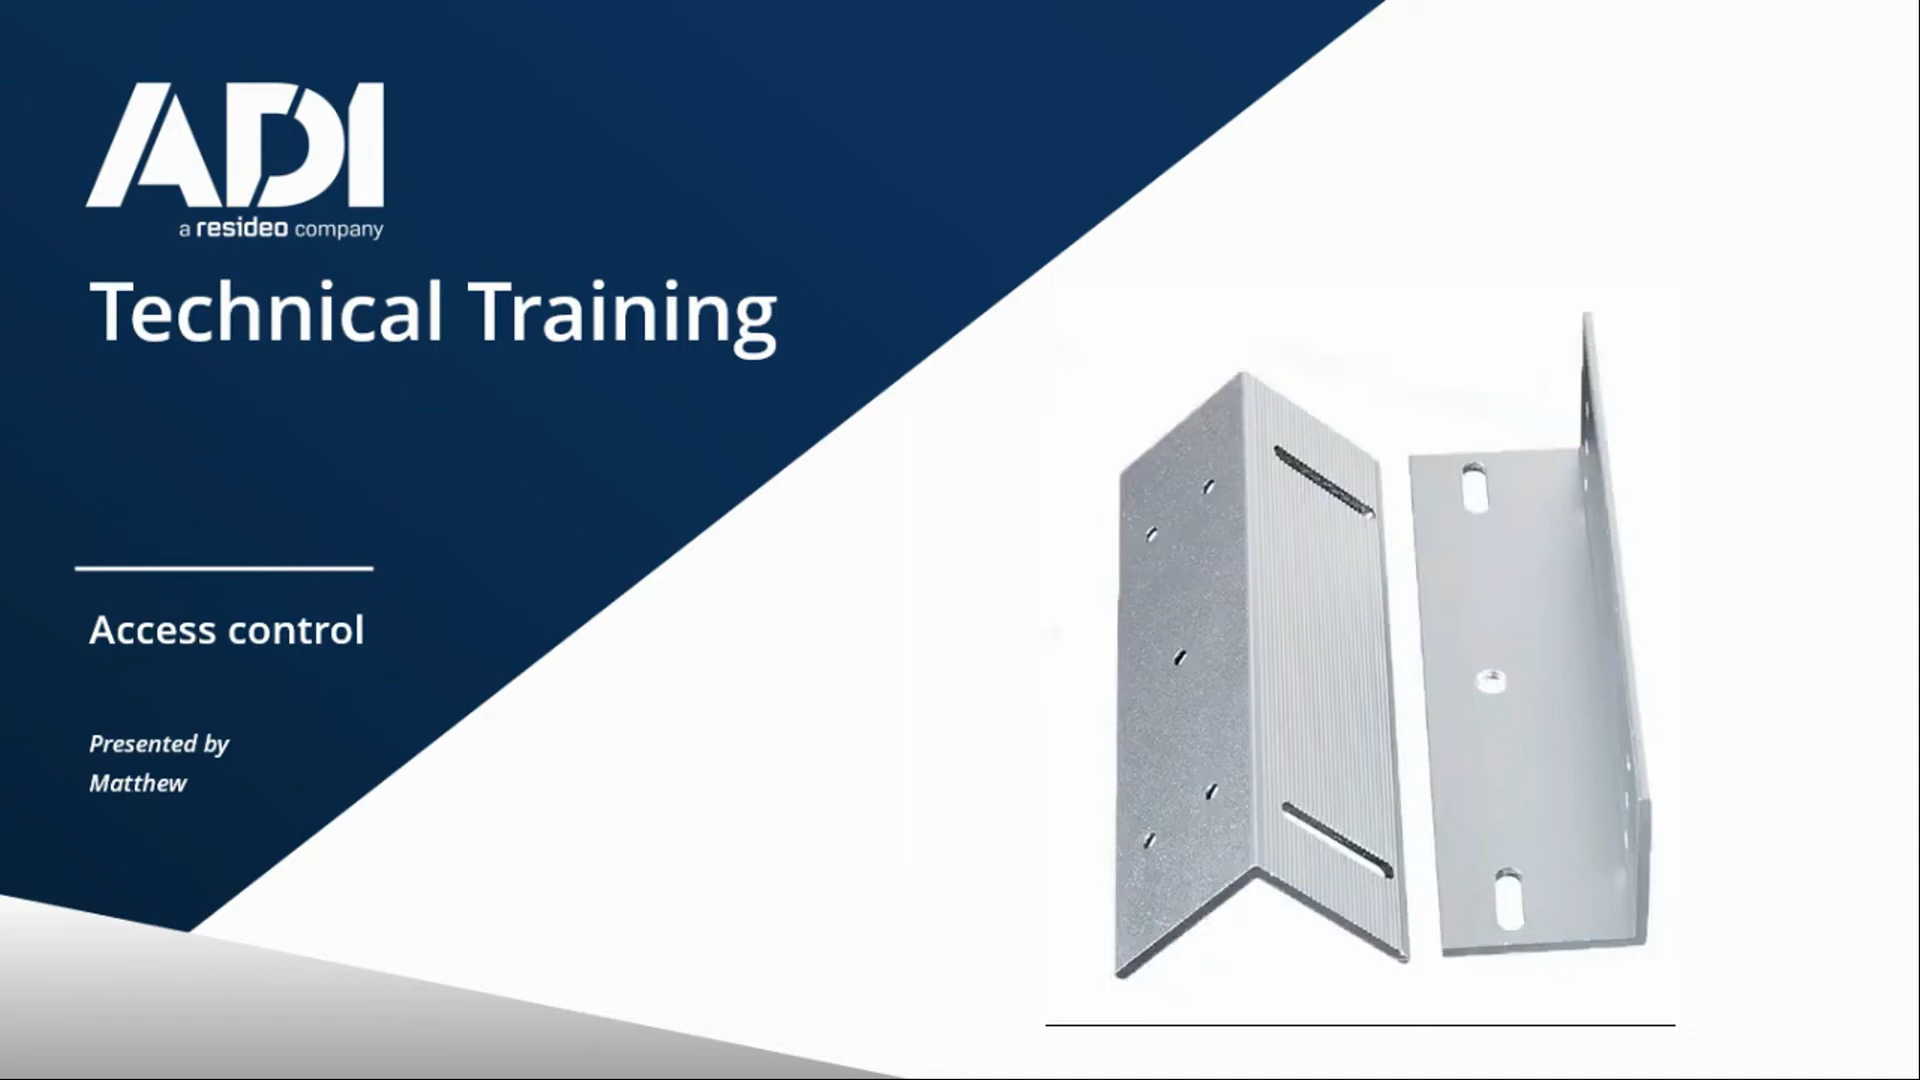 ADI
a resideo company
Technical Training
Access control
Presented by
Matthew